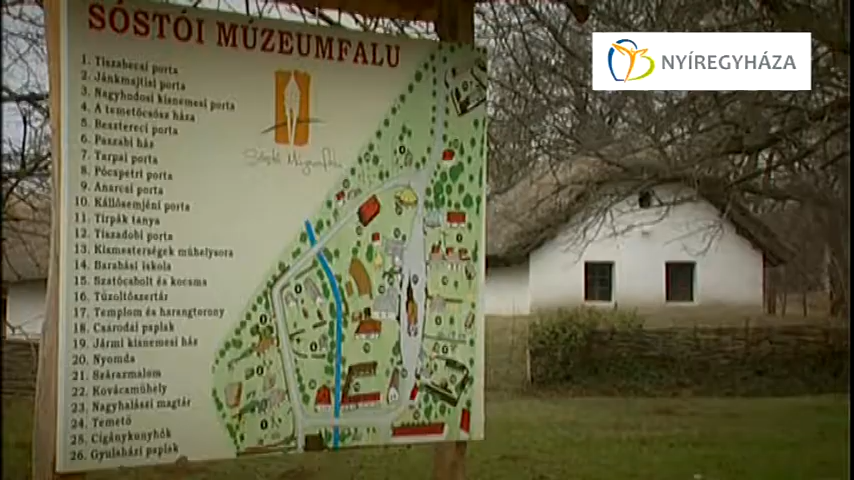 SÓSTÓI MÚZEUMFALU
NYÍREGYHÁZA
1. Tiszabecsi porta
2. Jánkmajtisi porta
3. Nagyhódosi kisnemesi porta
4. A temetőcsősz háza
5. Beszterecí porta
6. Paszabi ház
7. Tarpai porta
8. Pócspetri porta
9. Anarcsi porta
10. Kállósemjéni porta
11. Tirpák tanya
12. Tiszadobi porta
13. Kismesterségek műhelysora
14. Barabási iskola
15. Szatócsbolt és kocsma
16. Tűzoltószertár
17. Templom és harangtorony
18. Csaródai paplak
19. Jármi kisnemesi ház
20. Nyomda
21. Szárazmalom
22. Kovácsműhely
23. Nagyhalászi magtár
24. Temető
25. Cigánykunyhók
26. Gyulaházi paplak
Sóstói Múzeumfalu